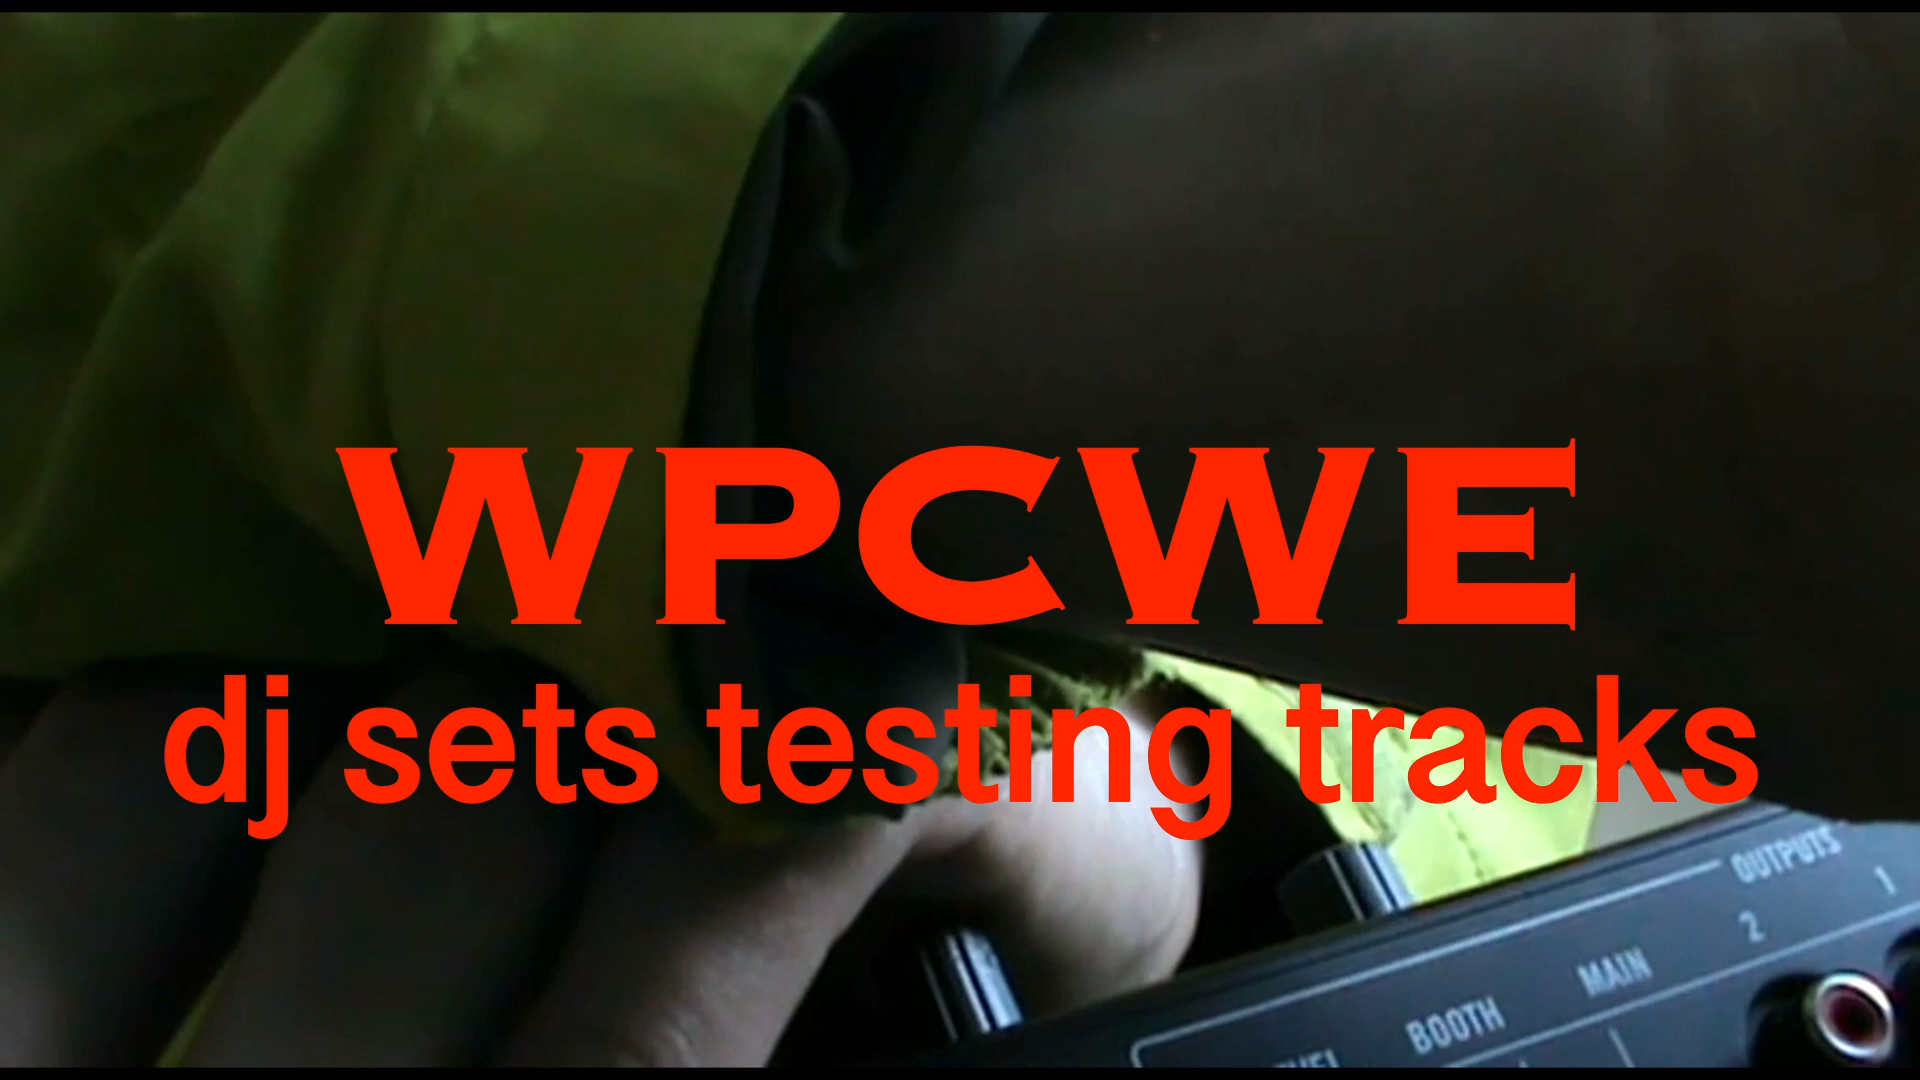 WPCWE
dj sets testing tracks
OUTPUTS
1
2
MAIN
BOOTH